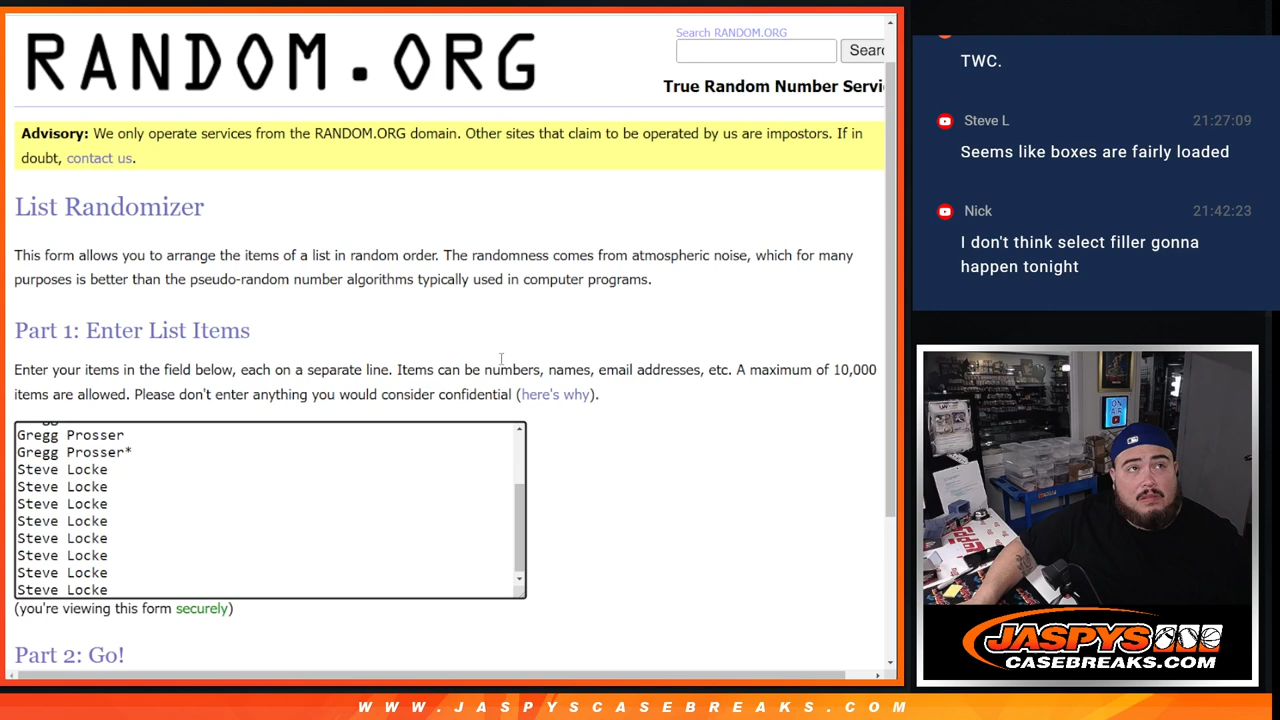 RANDOM.ORG
Search RANDOM.ORG
True Random Number Servi
Advisory: We only operate services from the RANDOM.ORG domain. Other sites that claim to be operated by us are impostors. If in
doubt, contact us.
List Randomizer
This form allows you to arrange the items of a list in random order. The randomness comes from atmospheric noise, which for many
purposes is better than the pseudo-random number algorithms typically used in computer programs.
Part 1: Enter List Items
Enter your items in the field below, each on a separate line. Items can be numbers, names, email addresses, etc. A maximum of 10,000
items are allowed. Please don't enter anything you would consider confidential (here's why).
Gregg Prosser
Gregg Prosser*
Steve Locke
Steve Locke
Steve Locke
Steve Locke
Steve Locke
Steve Locke
Steve Locke
Steve Locke
(you're viewing this form securely)
Part 2: Go!
TWC.
Steve L 21:27:09
Seems like boxes are fairly loaded
Nick 21:42:23
I don't think select filler gonna
happen tonight
ON
AIR
JASPYS
CASEBREAKS.COM
WWW.JASPYSCASEBREAKS.COM